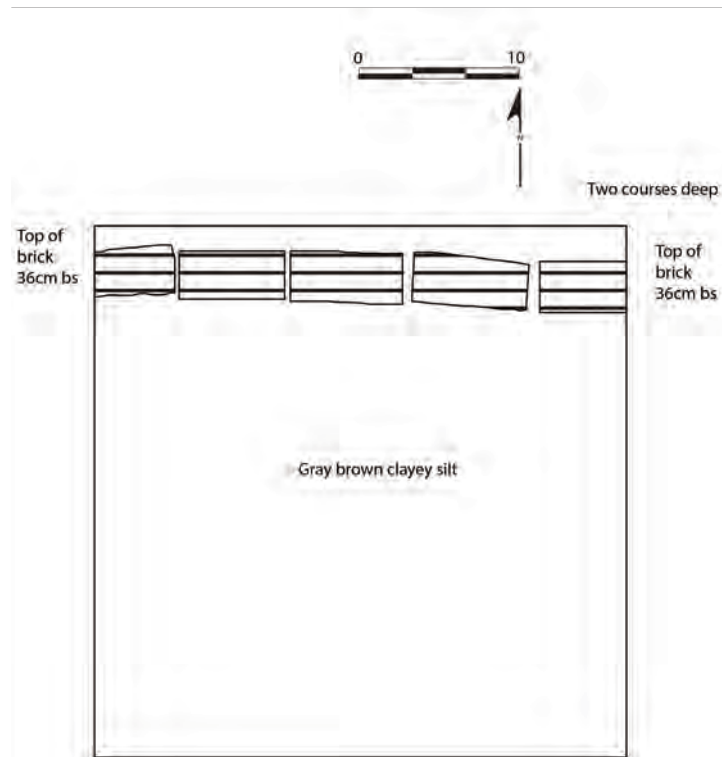 0 10
N
Two courses deep
Top of
brick
36cm bs
Top of
brick
36cm bs
Gray brown clayey silt